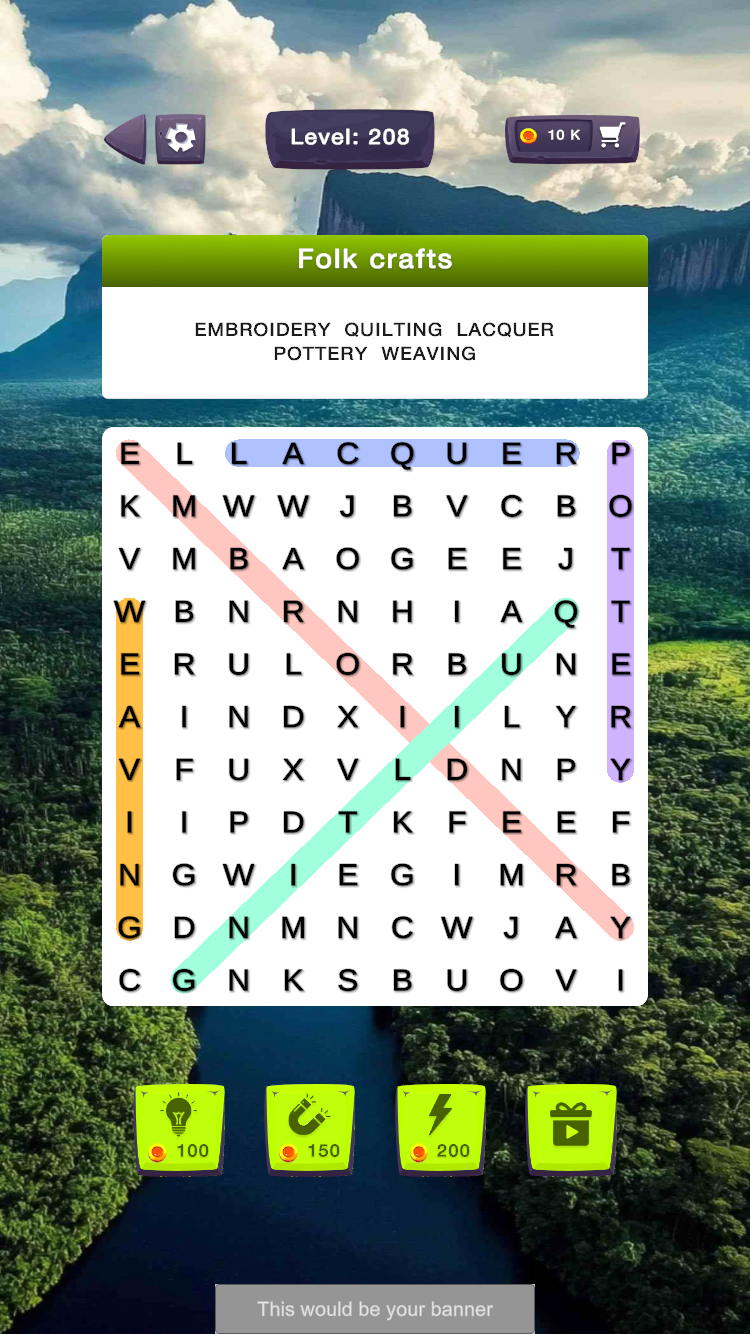 Level: 208
10 K
Folk crafts
EMBROIDERY QUILTING LACQUER
POTTERY WEAVING
E L L A C Q U E R P
K M W W J B V C B O
V M B A O G E E J T
W B N R N H I A Q T
E R U L O R B U N E
A I N D X I I L Y R
V F U X V L D N P Y
I I P D T K F E E F
N G W I E G I M R B
G D N M N C W J A Y
C G N K S B U O V I
100 150 200
This would be your banner